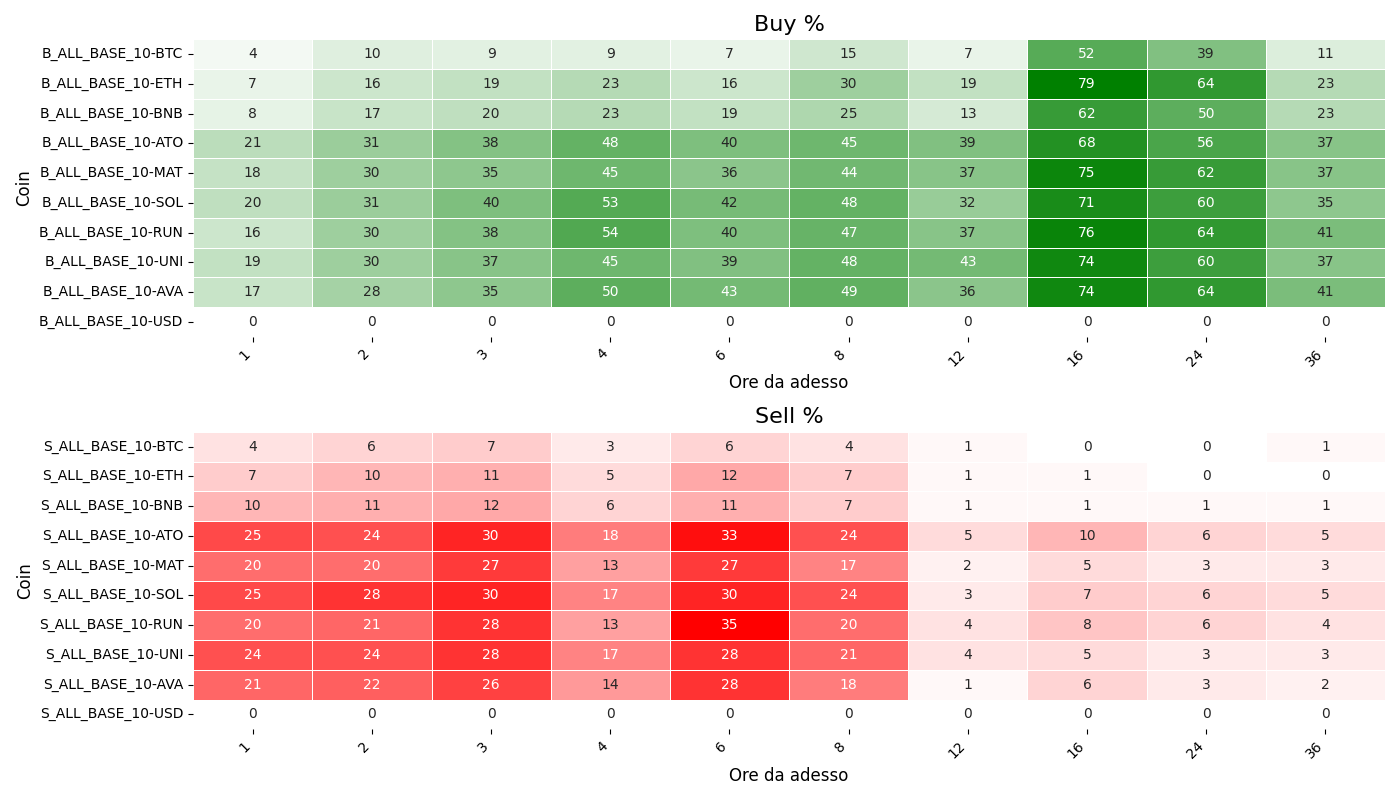 Buy %
Coin
B_ALL_BASE_10-BTC 4 10 9 9 7 15 7 52 39 11
B_ALL_BASE_10-ETH 7 16 19 23 16 30 19 79 64 23
B_ALL_BASE_10-BNB 8 17 20 23 19 25 13 62 50 23
B_ALL_BASE_10-ATO 21 31 38 48 40 45 39 68 56 37
B_ALL_BASE_10-MAT 18 30 35 45 36 44 37 75 62 37
B_ALL_BASE_10-SOL 20 31 40 53 42 48 32 71 60 35
B_ALL_BASE_10-RUN 16 30 38 54 40 47 37 76 64 41
B_ALL_BASE_10-UNI 19 30 37 45 39 48 43 74 60 37
B_ALL_BASE_10-AVA 17 28 35 50 43 49 36 74 64 41
B_ALL_BASE_10-USD 0 0 0 0 0 0 0 0 0 0
1 2 3 4 6 8 12 16 24 36
Ore da adesso
Sell %
Coin
S_ALL_BASE_10-BTC 4 6 7 3 6 4 1 0 0 1
S_ALL_BASE_10-ETH 7 10 11 5 12 7 1 1 0 0
S_ALL_BASE_10-BNB 10 11 12 6 11 7 1 1 1 1
S_ALL_BASE_10-ATO 25 24 30 18 33 24 5 10 6 5
S_ALL_BASE_10-MAT 20 20 27 13 27 17 2 5 3 3
S_ALL_BASE_10-SOL 25 28 30 17 30 24 3 7 6 5
S_ALL_BASE_10-RUN 20 21 28 13 35 20 4 8 6 4
S_ALL_BASE_10-UNI 24 24 28 17 28 21 4 5 3 3
S_ALL_BASE_10-AVA 21 22 26 14 28 18 1 6 3 2
S_ALL_BASE_10-USD 0 0 0 0 0 0 0 0 0 0
1 2 3 4 6 8 12 16 24 36
Ore da adesso